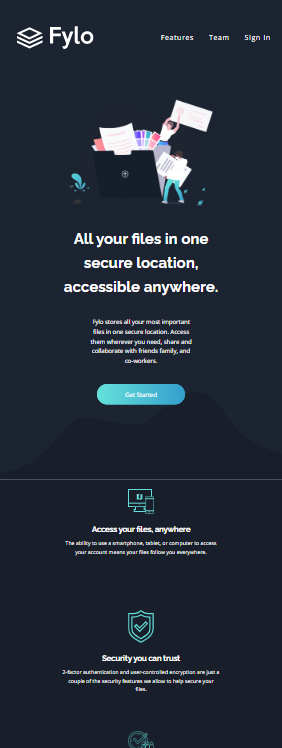 Fylo
Features Team Sign In
All your files in one
secure location,
accessible anywhere.
Fylo stores all your most important
files in one secure location. Access
them wherever you need, share and
collaborate with friends family, and
co-workers.
Get Started
Access your files, anywhere
The ability to use a smartphone, tablet, or computer to access
your account means your files follow you everywhere.
Security you can trust
2-factor authentication and user-controlled encryption are just a
couple of the security features we allow to help secure your
files.